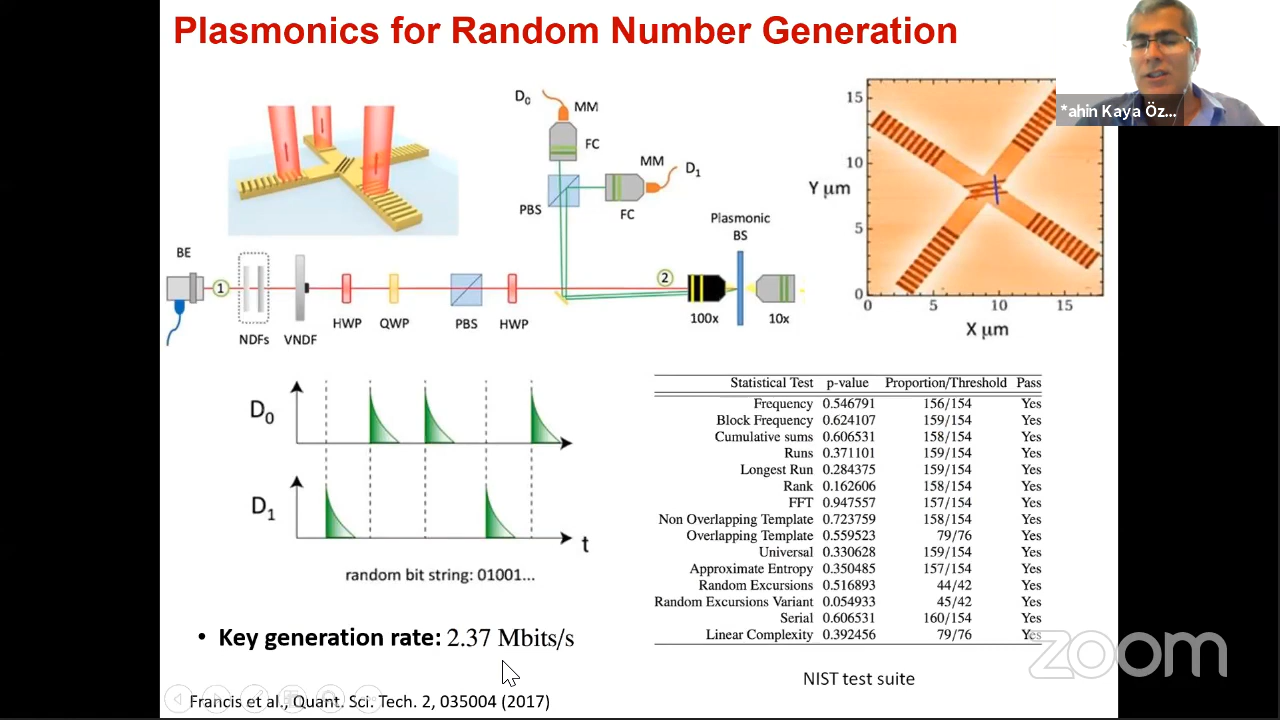 Plasmonics for Random Number Generation
*ahin Kaya Öz...
D₀
MM
FC
MM
D₁
PBS
FC
Plasmonic
BS
BE
1
2
NDFs
VNDF
HWP
QWP
PBS
HWP
100x
10x
15
10
Y µm
5
0
0
5
10
15
X µm
D₀
D₁
t
random bit string: 01001...
Statistical Test p-value Proportion/Threshold Pass
Frequency 0.546791 156/154 Yes
Block Frequency 0.624107 159/154 Yes
Cumulative sums 0.606531 158/154 Yes
Runs 0.371101 159/154 Yes
Longest Run 0.284375 159/154 Yes
Rank 0.162606 158/154 Yes
FFT 0.947557 157/154 Yes
Non Overlapping Template 0.723759 158/154 Yes
Overlapping Template 0.559523 79/76 Yes
Universal 0.330628 159/154 Yes
Approximate Entropy 0.350485 157/154 Yes
Random Excursions 0.516893 44/42 Yes
Random Excursions Variant 0.054933 45/42 Yes
Serial 0.606531 160/154 Yes
Linear Complexity 0.392456 79/76 Yes
• Key generation rate: 2.37 Mbits/s
NIST test suite
zoom
Francis et al., Quant. Sci. Tech. 2, 035004 (2017)